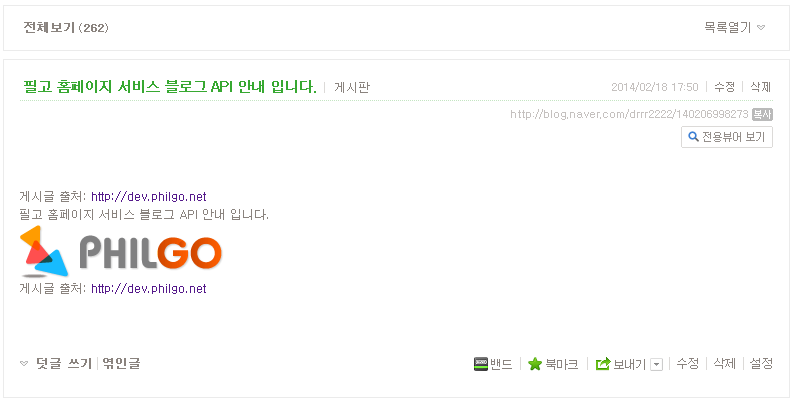 전체보기 (262) 목록열기
필고 홈페이지 서비스 블로그 API 안내 입니다. 게시판 2014/02/18 17:50 수정 삭제
http://blog.naver.com/drrr2222/140206998273 복사
전용뷰어 보기
게시글 출처: http://dev.philgo.net
필고 홈페이지 서비스 블로그 API 안내 입니다.
PHILGO
게시글 출처: http://dev.philgo.net
덧글 쓰기 엮인글 밴드 북마크 보내기 수정 삭제 설정